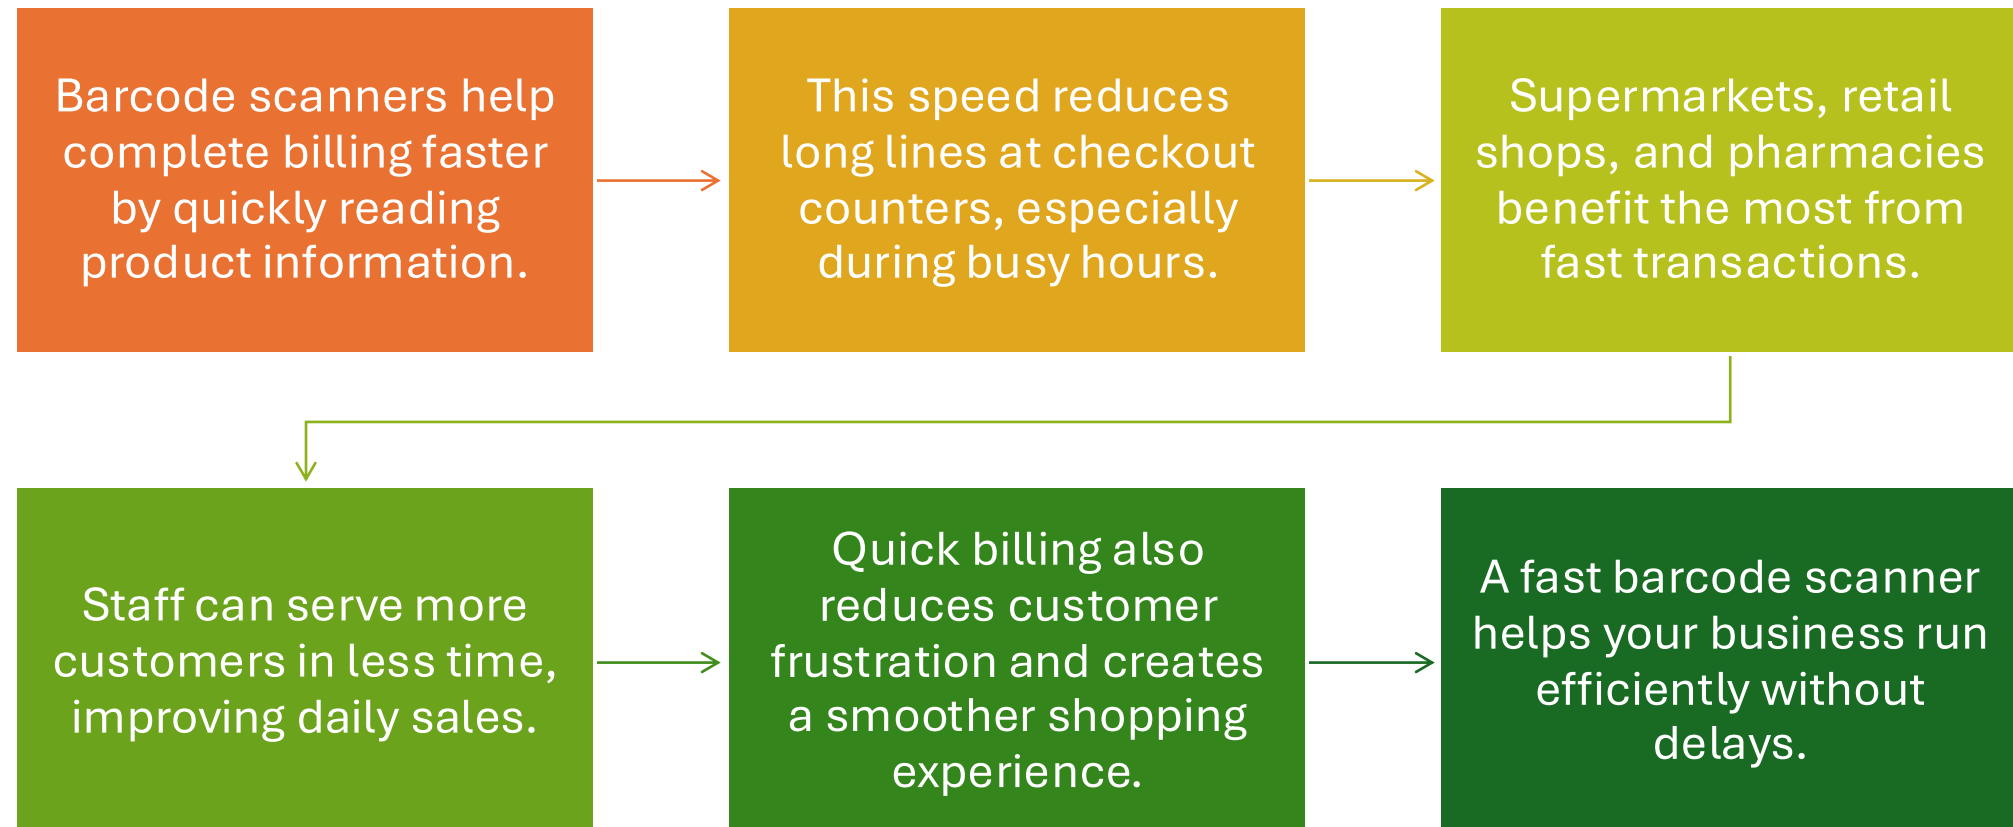 Barcode scanners help
complete billing faster
by quickly reading
product information.
This speed reduces
long lines at checkout
counters, especially
during busy hours.
Supermarkets, retail
shops, and pharmacies
benefit the most from
fast transactions.
Staff can serve more
customers in less time,
improving daily sales.
Quick billing also
reduces customer
frustration and creates
a smoother shopping
experience.
A fast barcode scanner
helps your business run
efficiently without
delays.